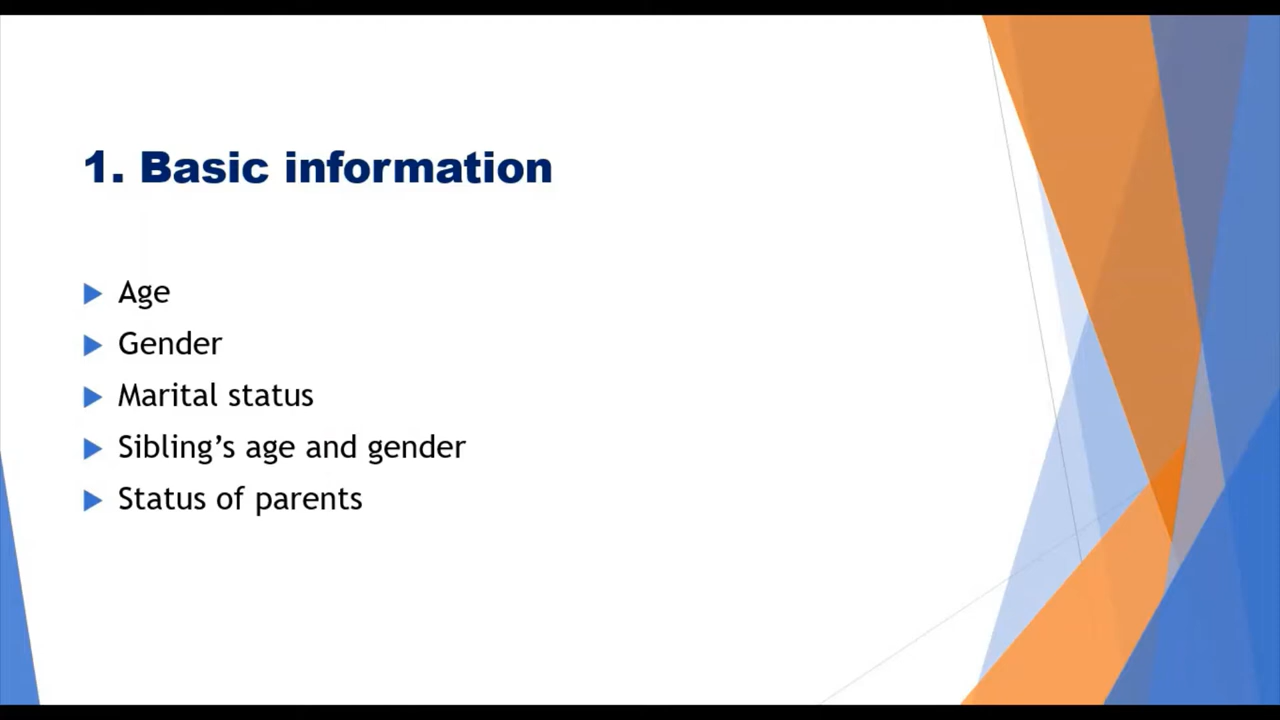 1. Basic information
Age
Gender
Marital status
Sibling’s age and gender
Status of parents